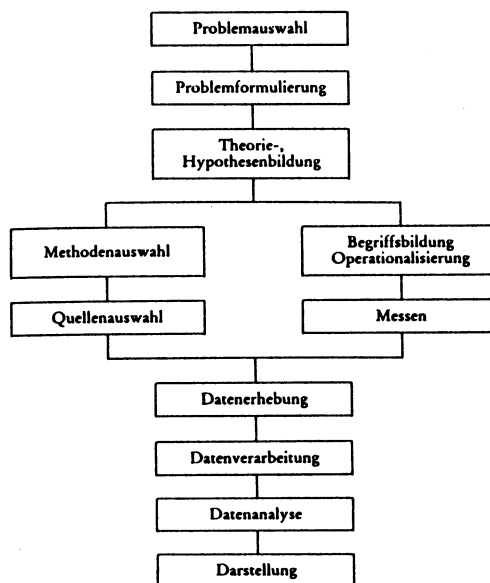 Problemauswahl
Problemformulierung
Theorie-,
Hypothesenbildung
Methodenauswahl
Begriffsbildung
Operationalisierung
Quellenauswahl
Messen
Datenerhebung
Datenverarbeitung
Datenanalyse
Darstellung